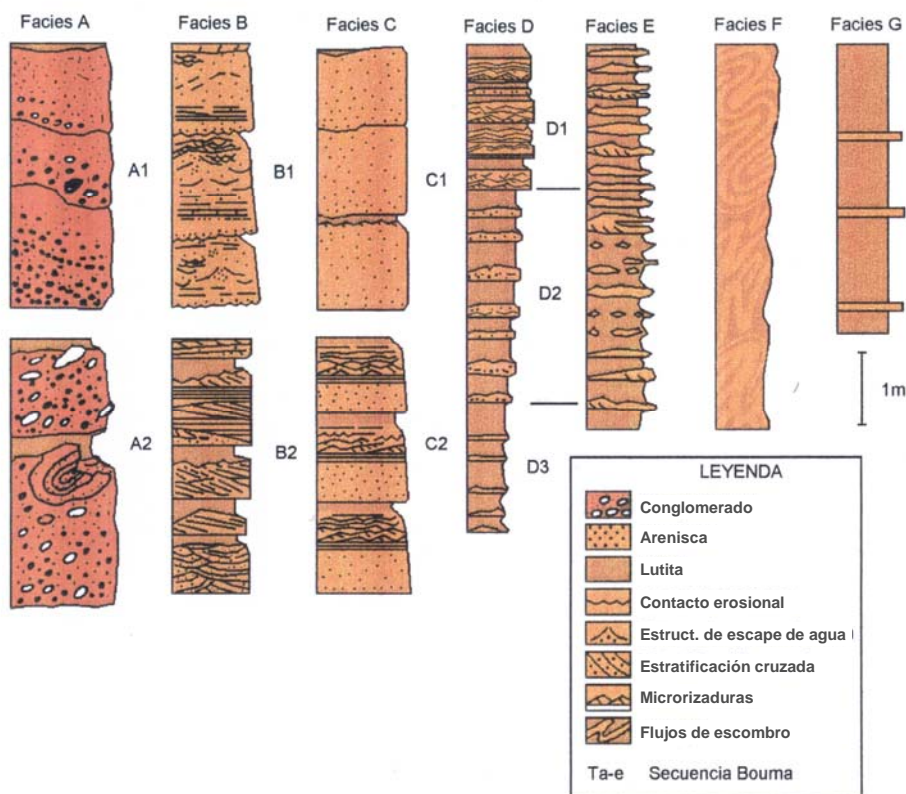 Facies A
Facies B
Facies C
Facies D
Facies E
Facies F
Facies G
A1
B1
C1
D1
D2
D3
A2
B2
C2
1m
LEYENDA
Conglomerado
Arenisca
Lutita
Contacto erosional
Estruct. de escape de agua
Estratificación cruzada
Microrizaduras
Flujos de escombro
Ta-e Secuencia Bouma